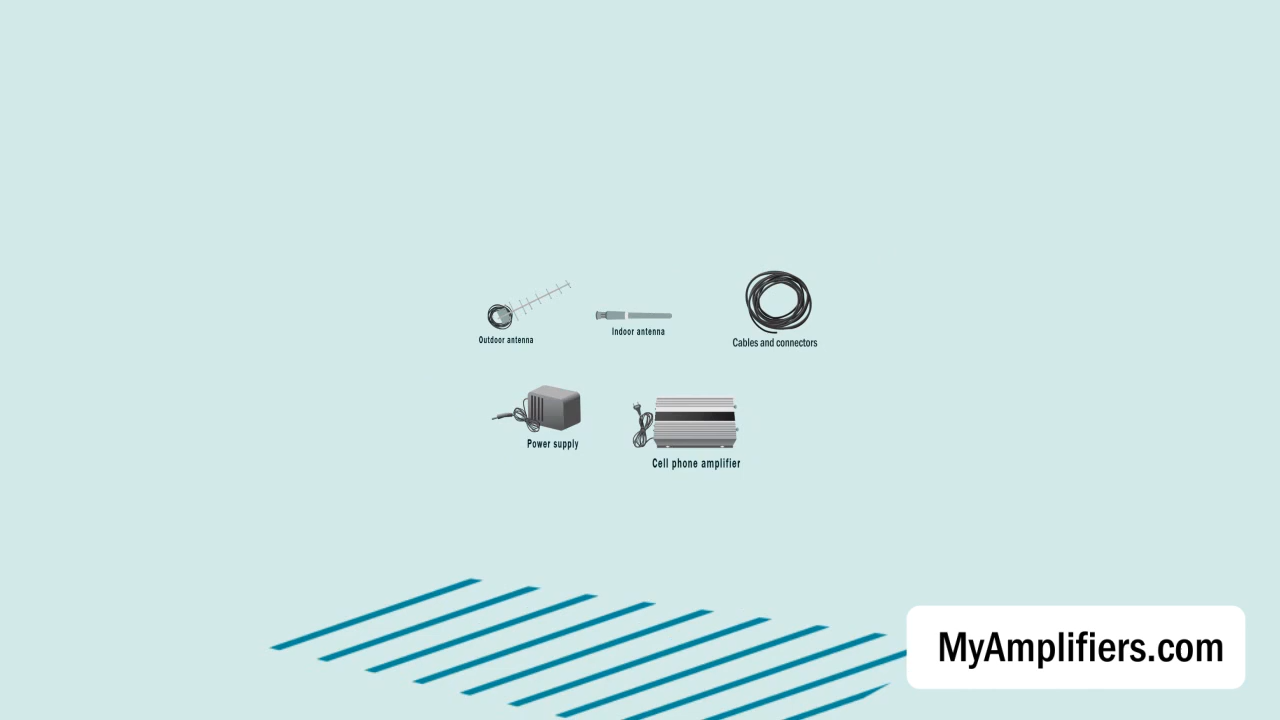 Outdoor antenna
Indoor antenna
Cables and connectors
Power supply
Cell phone amplifier
MyAmplifiers.com